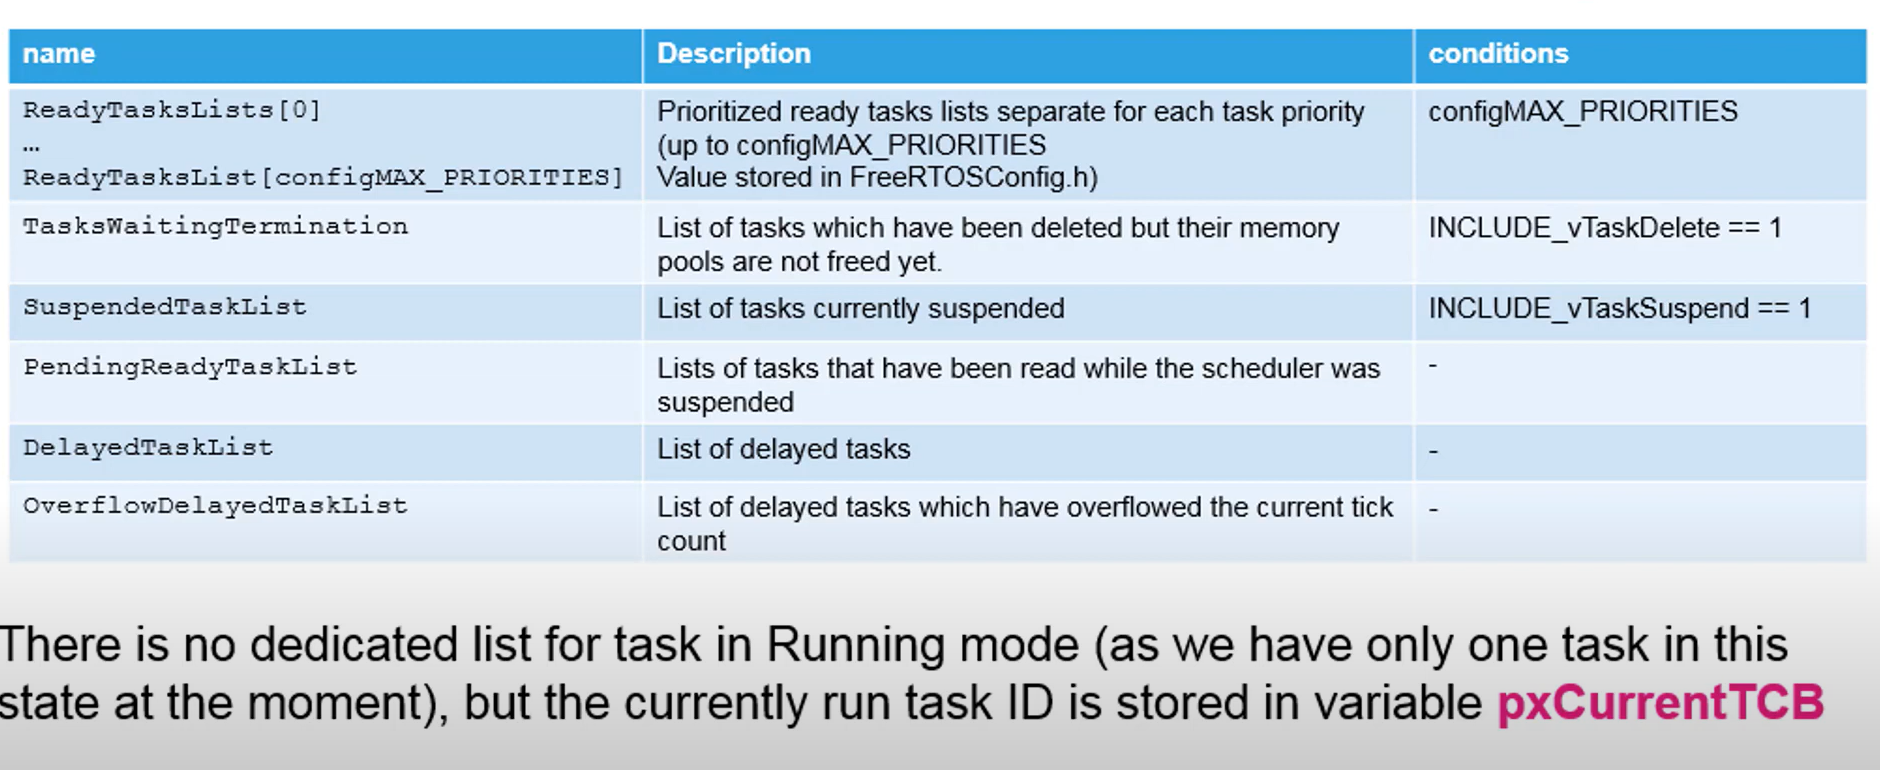 name Description conditions
ReadyTasksLists[0]
…
ReadyTasksList[configMAX_PRIORITIES]
Prioritized ready tasks lists separate for each task priority
(up to configMAX_PRIORITIES
Value stored in FreeRTOSConfig.h)
configMAX_PRIORITIES
TasksWaitingTermination
List of tasks which have been deleted but their memory
pools are not freed yet.
INCLUDE_vTaskDelete == 1
SuspendedTaskList
List of tasks currently suspended
INCLUDE_vTaskSuspend == 1
PendingReadyTaskList
Lists of tasks that have been read while the scheduler was
suspended
-
DelayedTaskList
List of delayed tasks
-
OverflowDelayedTaskList
List of delayed tasks which have overflowed the current tick
count
-
There is no dedicated list for task in Running mode (as we have only one task in this
state at the moment), but the currently run task ID is stored in variable pxCurrentTCB